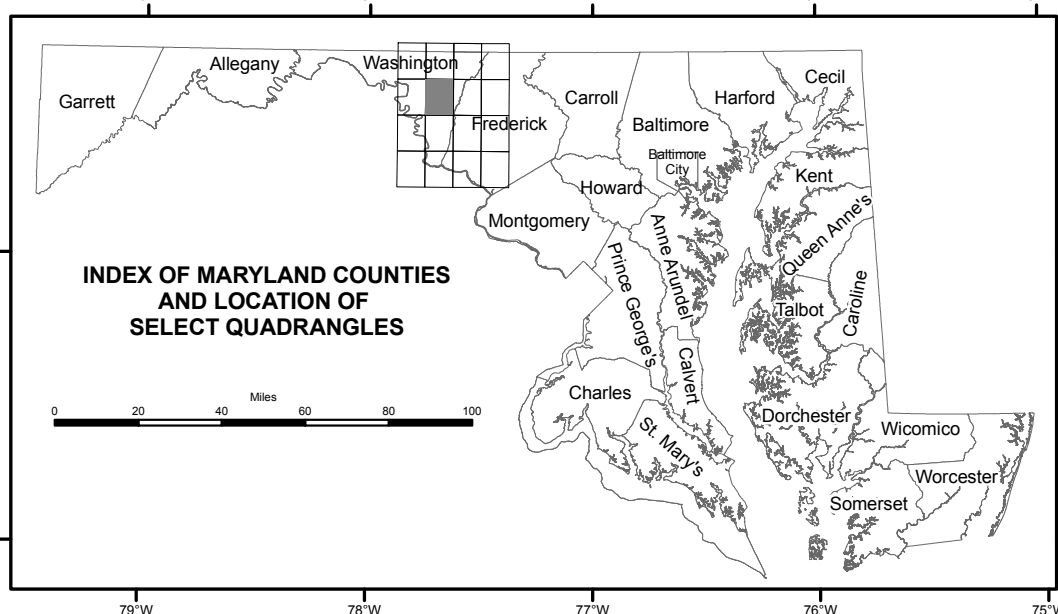 Garrett
Allegany
Washington
Frederick
Carroll
Baltimore
Baltimore
City
Harford
Cecil
Howard
Montgomery
Kent
Queen Anne's
Anne Arundel
Prince George's
Talbot
Caroline
Calvert
Charles
St. Mary's
Dorchester
Wicomico
Worcester
Somerset
INDEX OF MARYLAND COUNTIES
AND LOCATION OF
SELECT QUADRANGLES
Miles
0 20 40 60 80 100
79°W 78°W 77°W 76°W 75°W